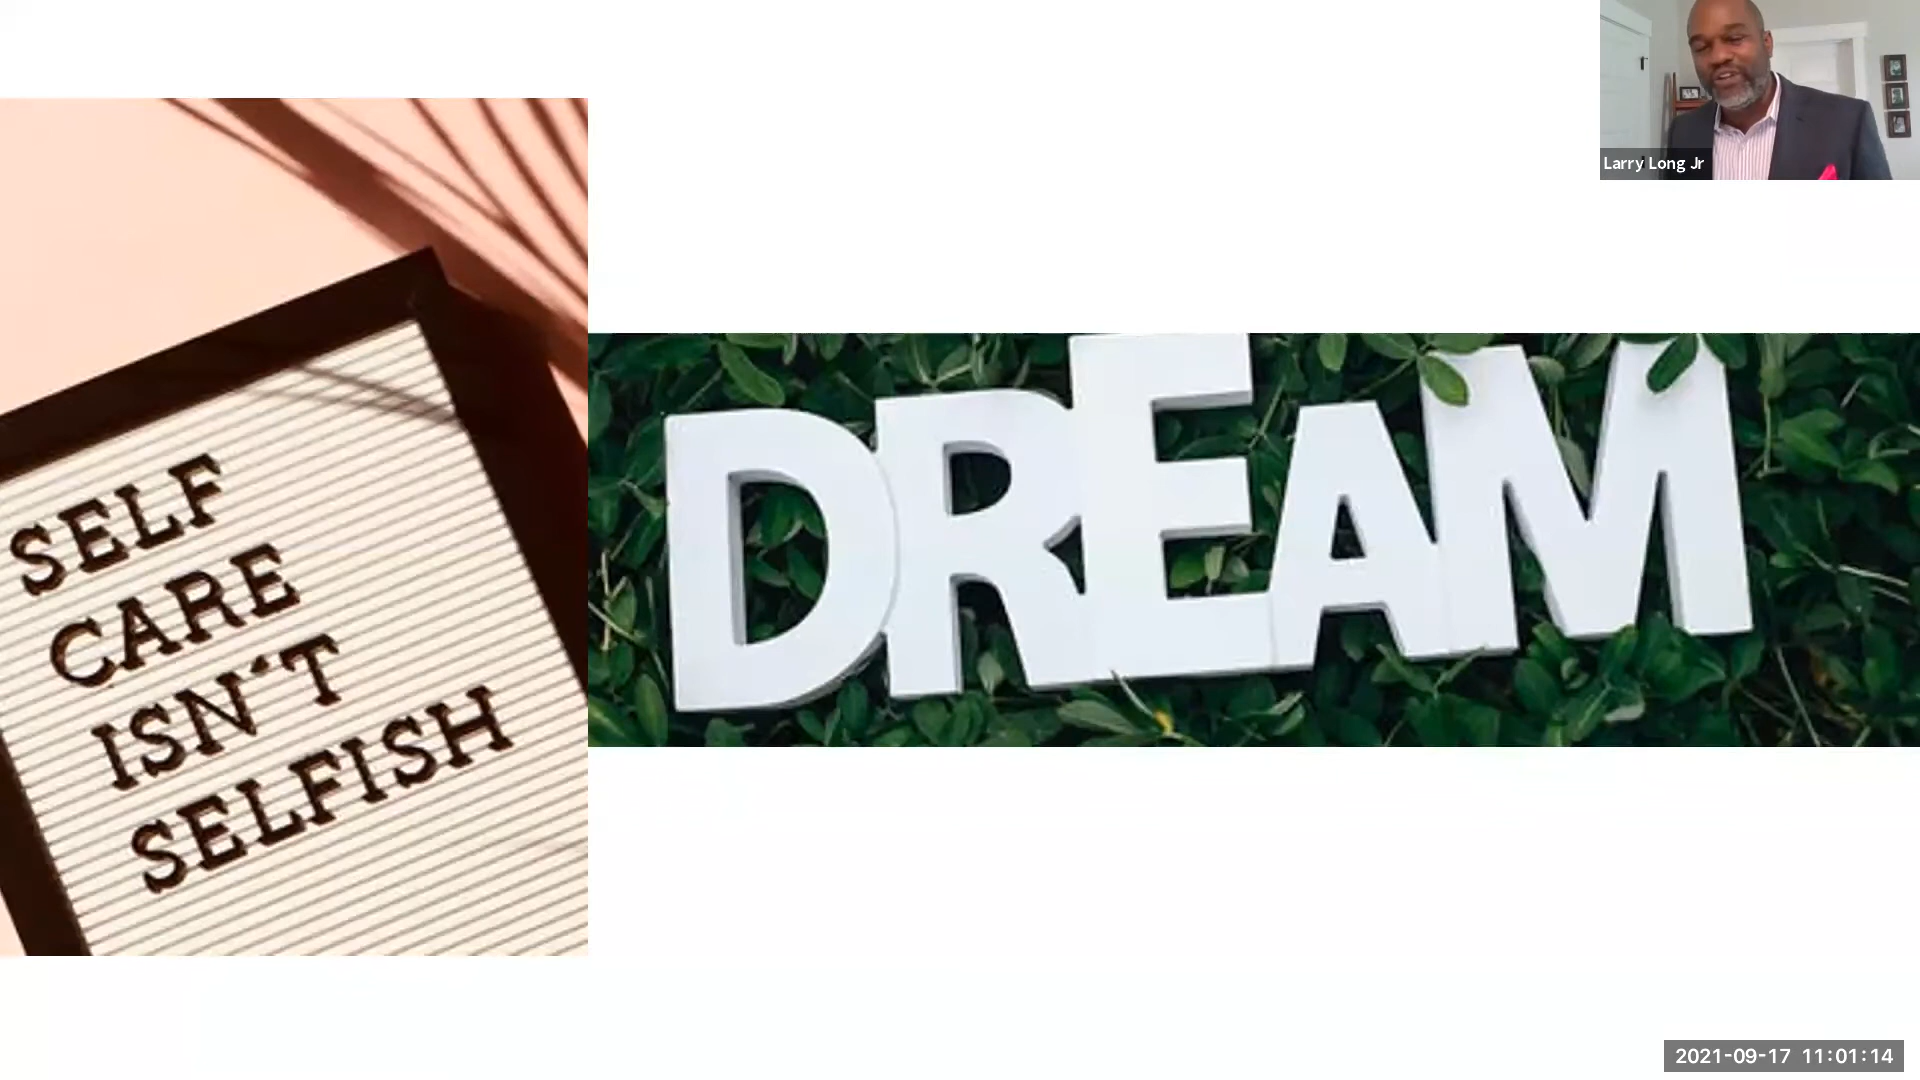 Larry Long Jr
SELF
CARE
ISN'T
SELFISH
DREAM
2021-09-17 11:01:14